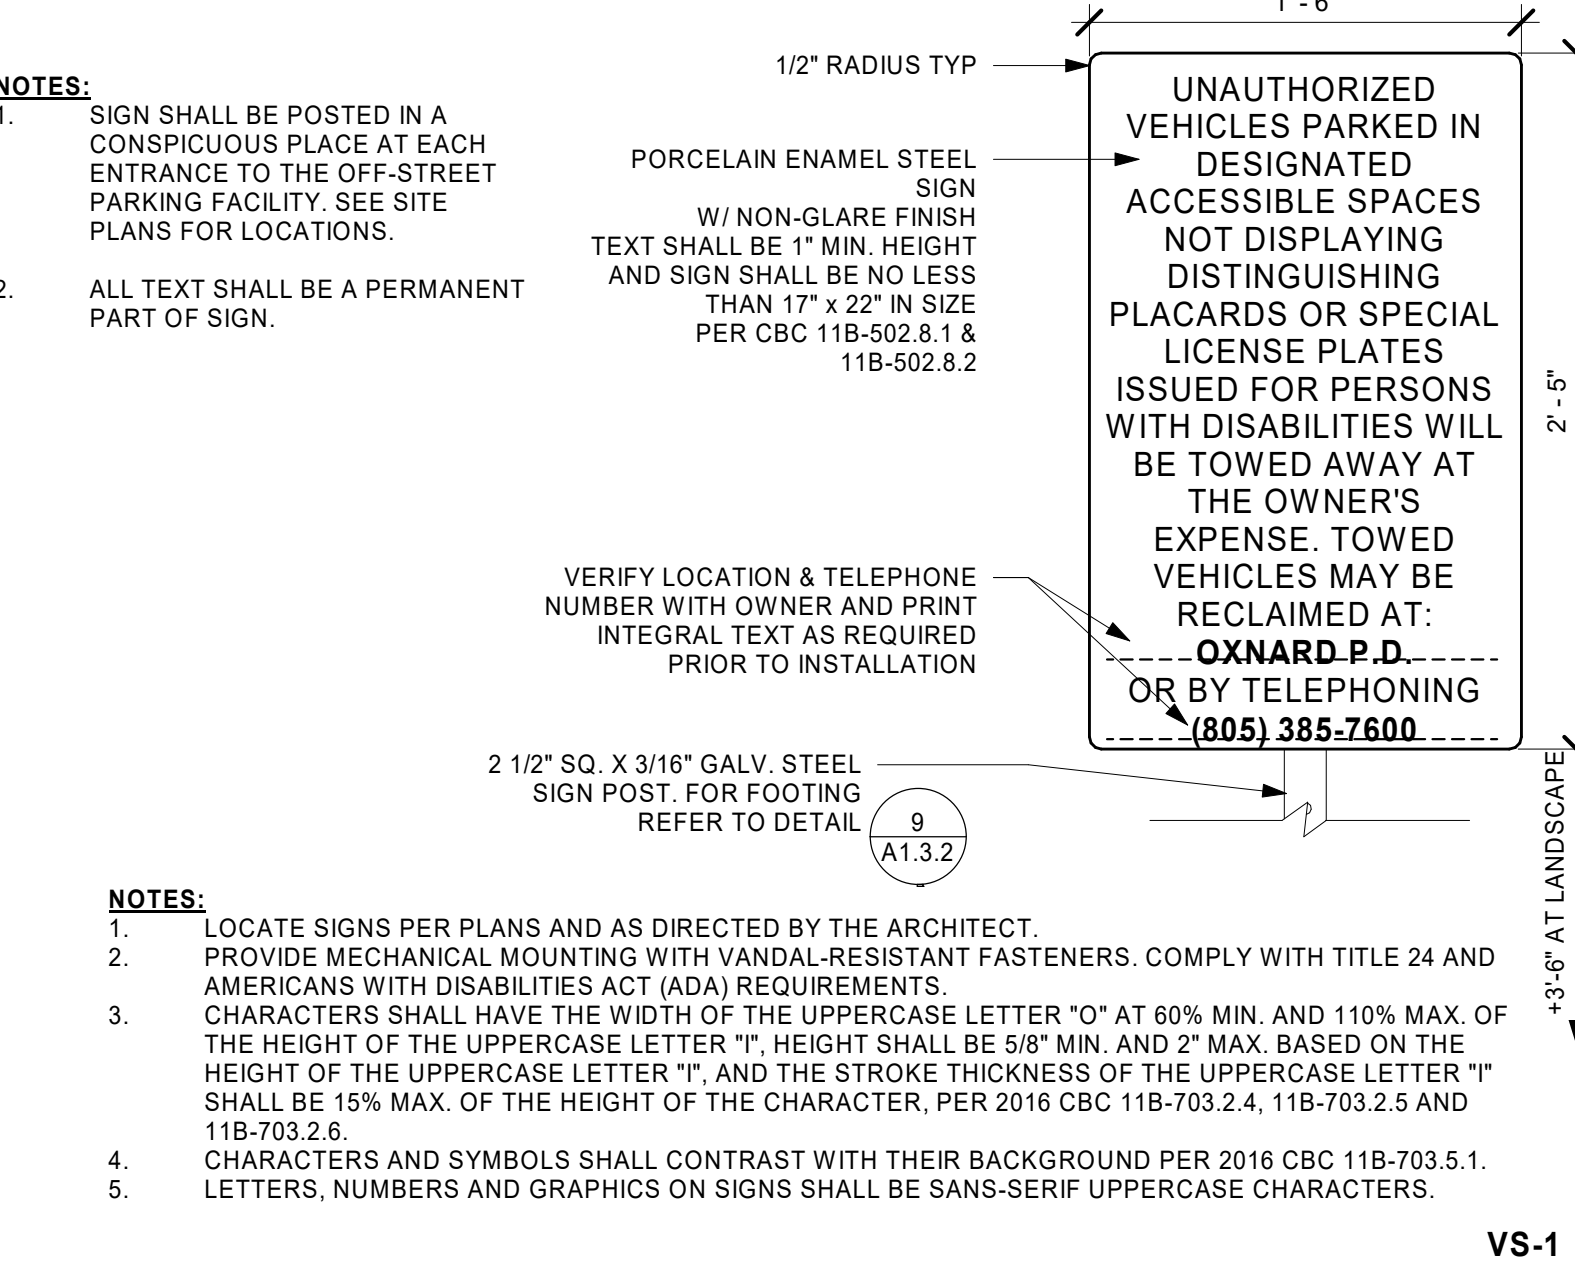 1' - 6
NOTES:
1. SIGN SHALL BE POSTED IN A
CONSPICUOUS PLACE AT EACH
ENTRANCE TO THE OFF-STREET
PARKING FACILITY. SEE SITE
PLANS FOR LOCATIONS.
2. ALL TEXT SHALL BE A PERMANENT
PART OF SIGN.
1/2" RADIUS TYP
PORCELAIN ENAMEL STEEL
SIGN
W/ NON-GLARE FINISH
TEXT SHALL BE 1" MIN. HEIGHT
AND SIGN SHALL BE NO LESS
THAN 17" x 22" IN SIZE
PER CBC 11B-502.8.1 &
11B-502.8.2
VERIFY LOCATION & TELEPHONE
NUMBER WITH OWNER AND PRINT
INTEGRAL TEXT AS REQUIRED
PRIOR TO INSTALLATION
2 1/2" SQ. X 3/16" GALV. STEEL
SIGN POST. FOR FOOTING
REFER TO DETAIL
9
A1.3.2
UNAUTHORIZED
VEHICLES PARKED IN
DESIGNATED
ACCESSIBLE SPACES
NOT DISPLAYING
DISTINGUISHING
PLACARDS OR SPECIAL
LICENSE PLATES
ISSUED FOR PERSONS
WITH DISABILITIES WILL
BE TOWED AWAY AT
THE OWNER'S
EXPENSE. TOWED
VEHICLES MAY BE
RECLAIMED AT:
OXNARD P.D.
OR BY TELEPHONING
(805) 385-7600
2' - 5"
+3'-6" AT LANDSCAPE
NOTES:
1. LOCATE SIGNS PER PLANS AND AS DIRECTED BY THE ARCHITECT.
2. PROVIDE MECHANICAL MOUNTING WITH VANDAL-RESISTANT FASTENERS. COMPLY WITH TITLE 24 AND
AMERICANS WITH DISABILITIES ACT (ADA) REQUIREMENTS.
3. CHARACTERS SHALL HAVE THE WIDTH OF THE UPPERCASE LETTER "O" AT 60% MIN. AND 110% MAX. OF
THE HEIGHT OF THE UPPERCASE LETTER "I", HEIGHT SHALL BE 5/8" MIN. AND 2" MAX. BASED ON THE
HEIGHT OF THE UPPERCASE LETTER "I", AND THE STROKE THICKNESS OF THE UPPERCASE LETTER "I"
SHALL BE 15% MAX. OF THE HEIGHT OF THE CHARACTER, PER 2016 CBC 11B-703.2.4, 11B-703.2.5 AND
11B-703.2.6.
4. CHARACTERS AND SYMBOLS SHALL CONTRAST WITH THEIR BACKGROUND PER 2016 CBC 11B-703.5.1.
5. LETTERS, NUMBERS AND GRAPHICS ON SIGNS SHALL BE SANS-SERIF UPPERCASE CHARACTERS.
VS-1